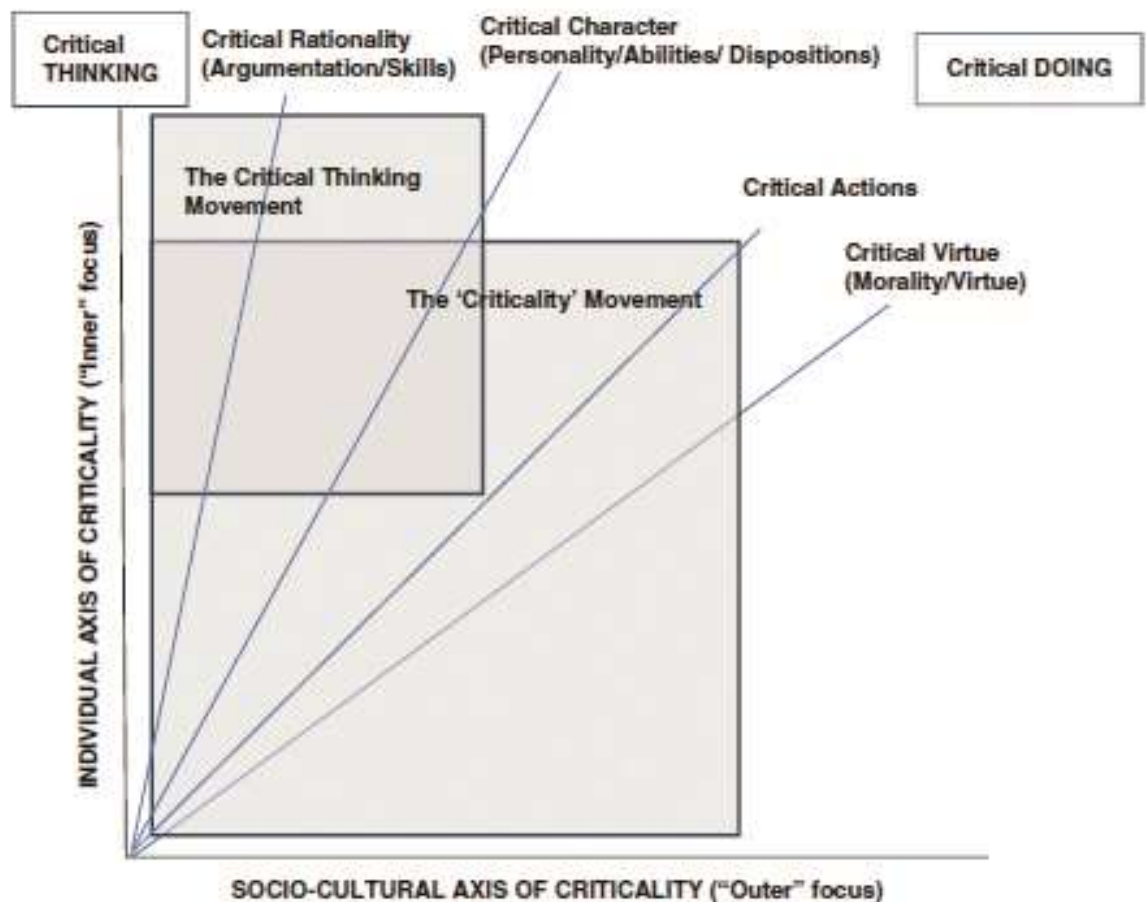 Critical
THINKING
Critical Rationality
(Argumentation/Skills)
Critical Character
(Personality/Abilities/ Dispositions)
Critical DOING
The Critical Thinking
Movement
Critical Actions
Critical Virtue
(Morality/Virtue)
The ‘Criticality’ Movement
INDIVIDUAL AXIS OF CRITICALITY (“Inner” focus)
SOCIO-CULTURAL AXIS OF CRITICALITY (“Outer” focus)